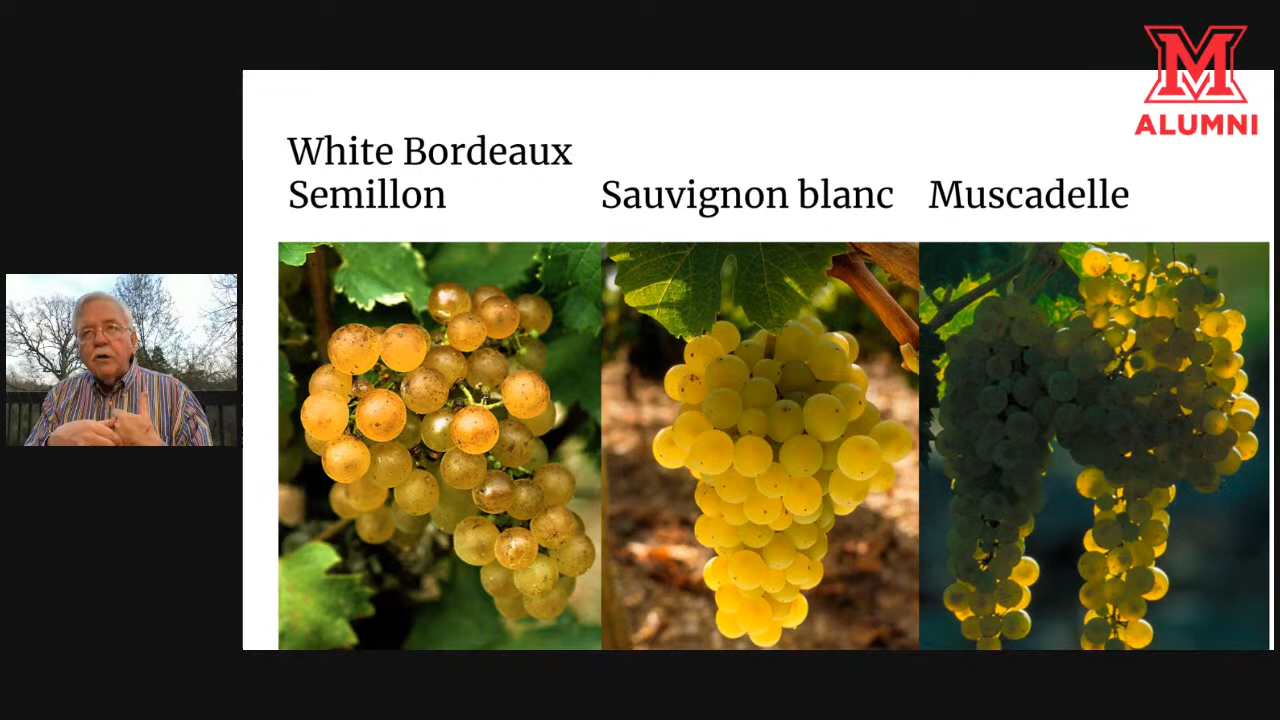 M
ALUMNI
White Bordeaux
Semillon
Sauvignon blanc
Muscadelle